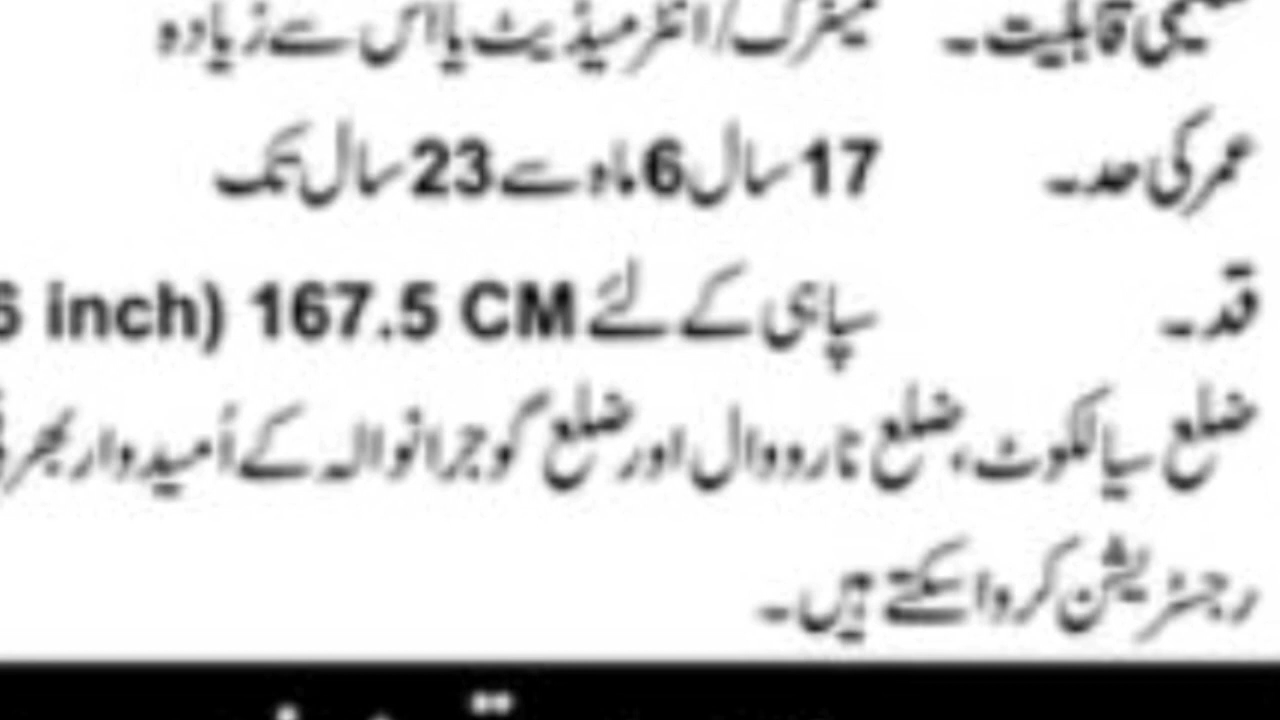 قابلیت۔ میٹرک/انٹرمیڈیٹ یا اس سے زیادہ
عمر کی حد۔ 17 سال 6 ماہ سے 23 سال تک
قد۔ سپاہی کے لئے 167.5 CM (6 inch
ضلع سیالکوٹ، ضلع نارووال اور ضلع گوجرانوالہ کے اُمیدوار
رجسٹریشن کروا سکتے ہیں۔